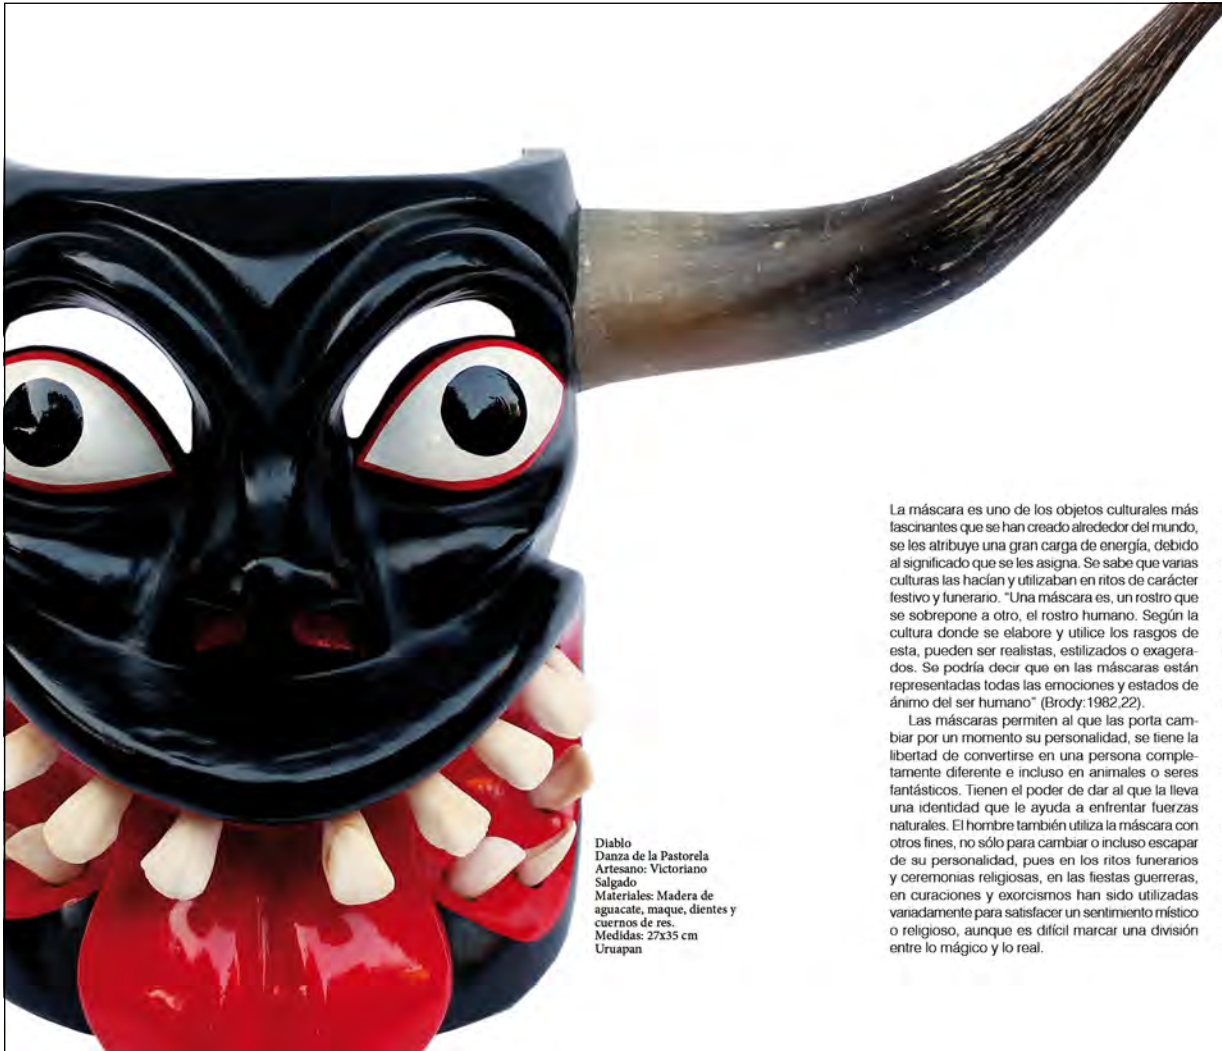 Diablo
Danza de la Pastorela
Artesano: Victoriano
Salgado
Materiales: Madera de
aguacate, maque, dientes y
cuernos de res.
Medidas: 27x35 cm
Uruapan
La máscara es uno de los objetos culturales más
fascinantes que se han creado alrededor del mundo,
se les atribuye una gran carga de energía, debido
al significado que se les asigna. Se sabe que varias
culturas las hacían y utilizaban en ritos de carácter
festivo y funerario. "Una máscara es, un rostro que
se sobrepone a otro, el rostro humano. Según la
cultura donde se elabore y utilice los rasgos de
esta, pueden ser realistas, estilizados o exagera-
dos. Se podría decir que en las máscaras están
representadas todas las emociones y estados de
ánimo del ser humano" (Brody:1982,22).
Las máscaras permiten al que las porta cam-
biar por un momento su personalidad, se tiene la
libertad de convertirse en una persona comple-
tamente diferente e incluso en animales o seres
fantásticos. Tienen el poder de dar al que la lleva
una identidad que le ayuda a enfrentar fuerzas
naturales. El hombre también utiliza la máscara con
otros fines, no sólo para cambiar o incluso escapar
de su personalidad, pues en los ritos funerarios
y ceremonias religiosas, en las fiestas guerreras,
en curaciones y exorcismos han sido utilizadas
variadamente para satisfacer un sentimiento místico
o religioso, aunque es difícil marcar una división
entre lo mágico y lo real.